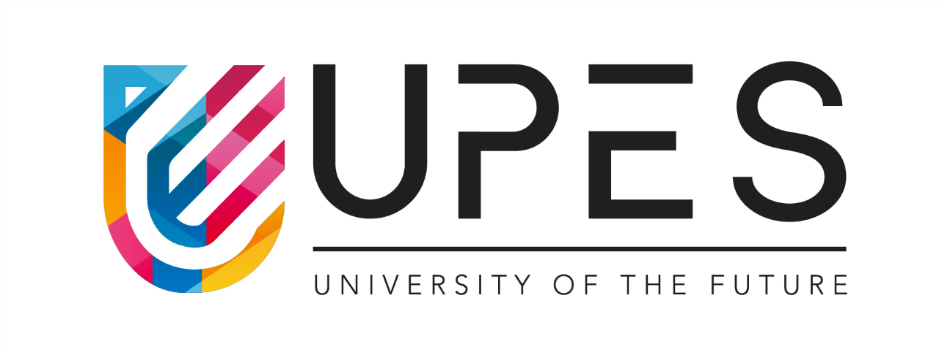 UPES
UNIVERSITY OF THE FUTURE